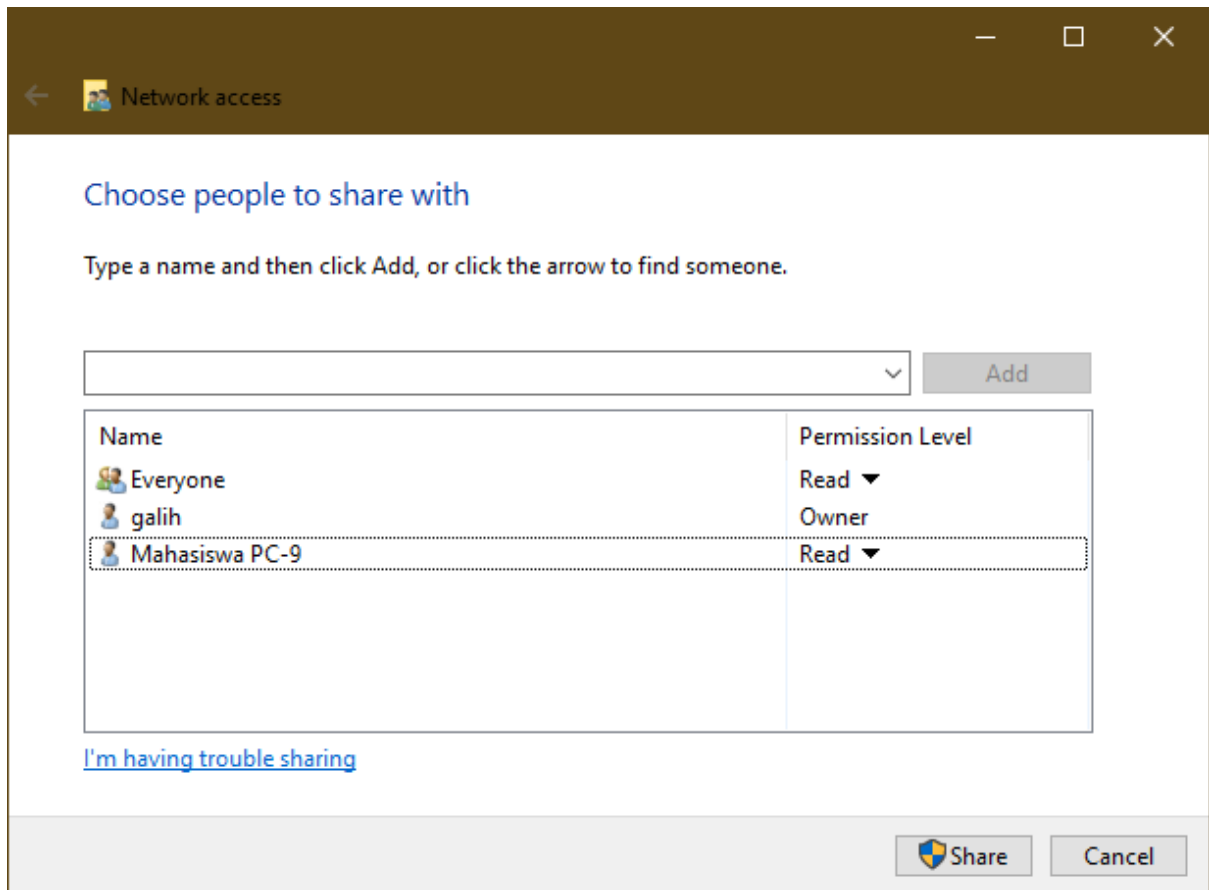 Network access
Choose people to share with
Type a name and then click Add, or click the arrow to find someone.
Add
Name Permission Level
Everyone Read
galih Owner
Mahasiswa PC-9 Read
I'm having trouble sharing
Share Cancel